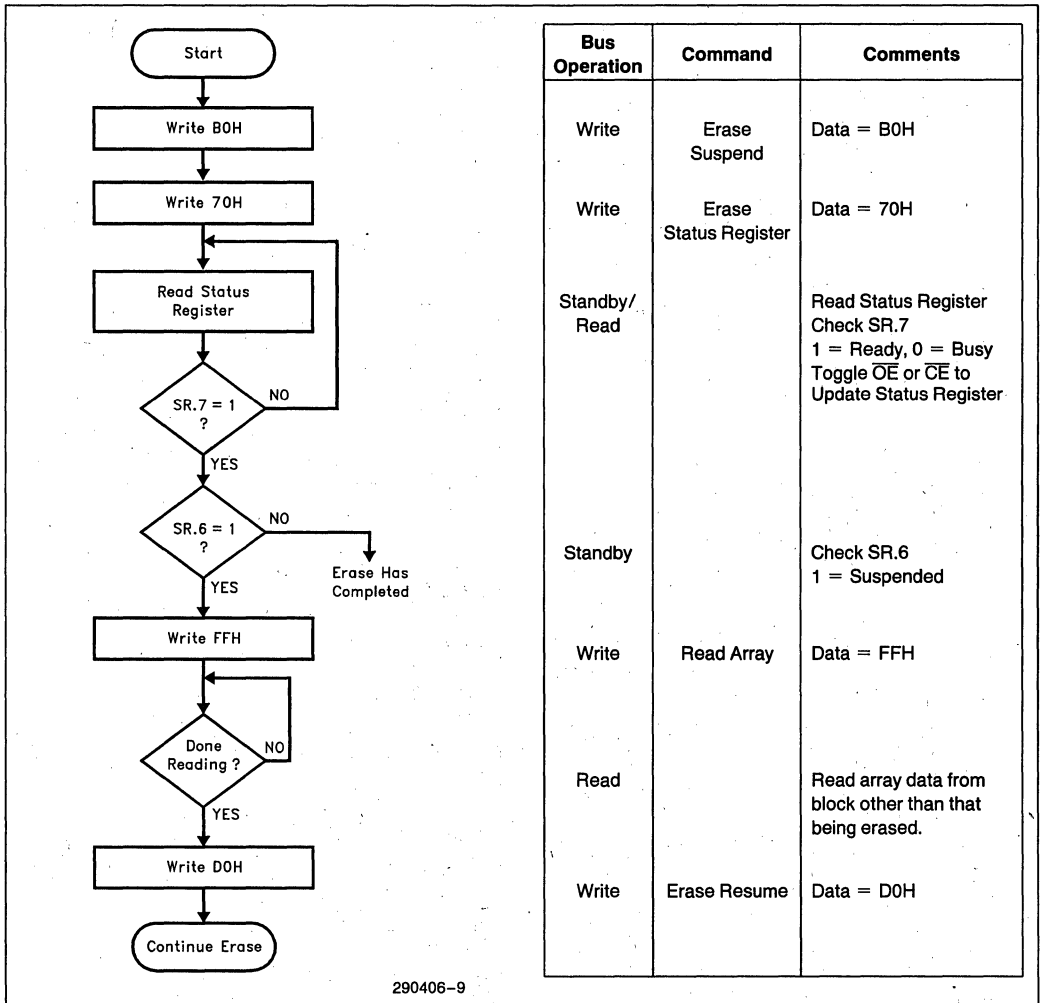 Start
Write B0H
Write 70H
Read Status
Register
NO
SR.7 = 1
?
YES
NO
SR.6 = 1
?
Erase Has
Completed
YES
Write FFH
Done
Reading ?
NO
YES
Write D0H
Continue Erase
290406-9
Bus
Operation
Command
Comments
Write
Erase
Suspend
Data = B0H
Write
Erase
Status Register
Data = 70H
Standby/
Read
Read Status Register
Check SR.7
1 = Ready, 0 = Busy
Toggle OE or CE to
Update Status Register
Standby
Check SR.6
1 = Suspended
Write
Read Array
Data = FFH
Read
Read array data from
block other than that
being erased.
Write
Erase Resume
Data = D0H